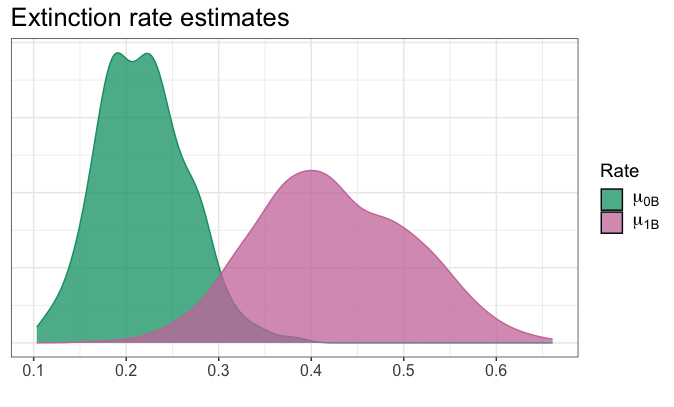 Extinction rate estimates
Rate
μ0B
μ1B
0.1 0.2 0.3 0.4 0.5 0.6